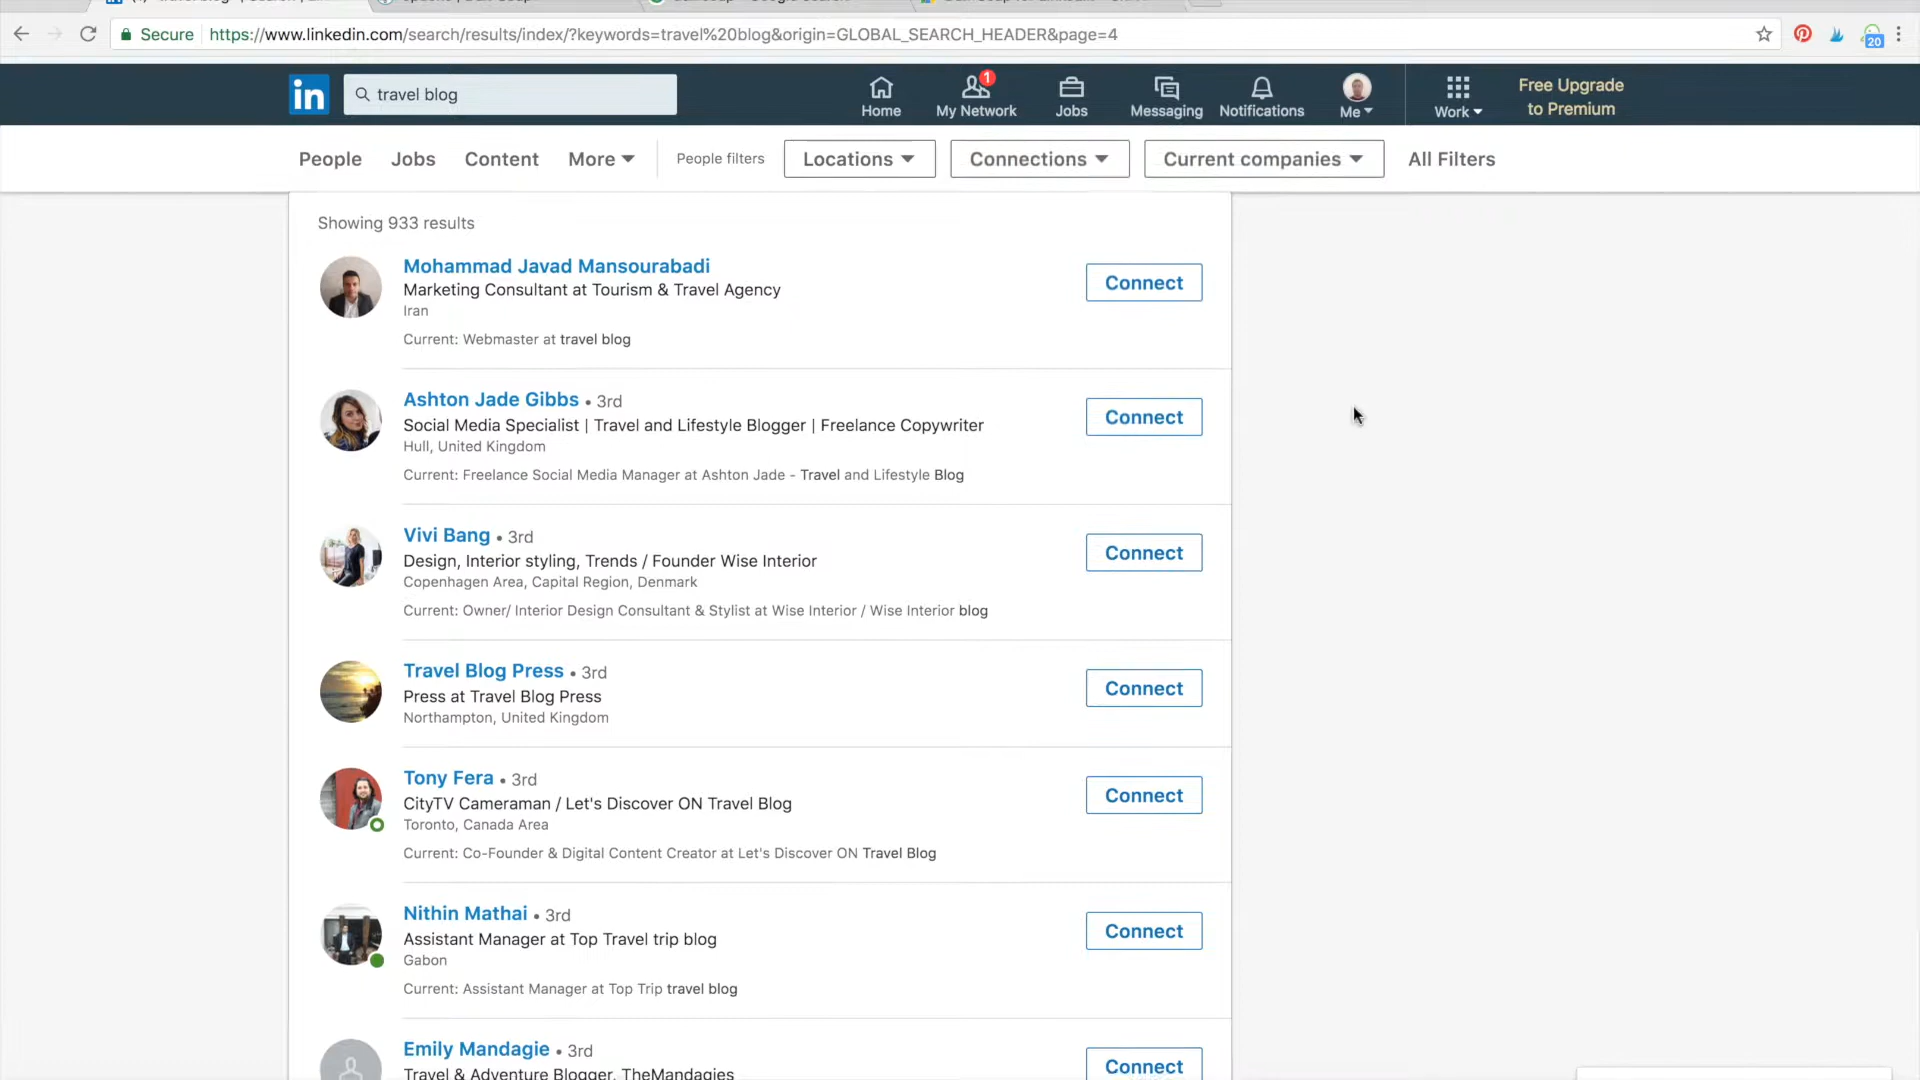 Secure https://www.linkedin.com/search/results/index/?keywords=travel%20blog&origin=GLOBAL_SEARCH_HEADER&page=4
20
in travel blog
1
Home My Network Jobs Messaging Notifications Me Work
Free Upgrade
to Premium
People Jobs Content More People filters Locations Connections Current companies All Filters
Showing 933 results
Mohammad Javad Mansourabadi
Marketing Consultant at Tourism & Travel Agency
Iran
Current: Webmaster at travel blog
Connect
Ashton Jade Gibbs • 3rd
Social Media Specialist | Travel and Lifestyle Blogger | Freelance Copywriter
Hull, United Kingdom
Current: Freelance Social Media Manager at Ashton Jade - Travel and Lifestyle Blog
Connect
Vivi Bang • 3rd
Design, Interior styling, Trends / Founder Wise Interior
Copenhagen Area, Capital Region, Denmark
Current: Owner/ Interior Design Consultant & Stylist at Wise Interior / Wise Interior blog
Connect
Travel Blog Press • 3rd
Press at Travel Blog Press
Northampton, United Kingdom
Connect
Tony Fera • 3rd
CityTV Cameraman / Let's Discover ON Travel Blog
Toronto, Canada Area
Current: Co-Founder & Digital Content Creator at Let's Discover ON Travel Blog
Connect
Nithin Mathai • 3rd
Assistant Manager at Top Travel trip blog
Gabon
Current: Assistant Manager at Top Trip travel blog
Connect
Emily Mandagie • 3rd
Travel & Adventure Blogger, TheMandagies
Connect